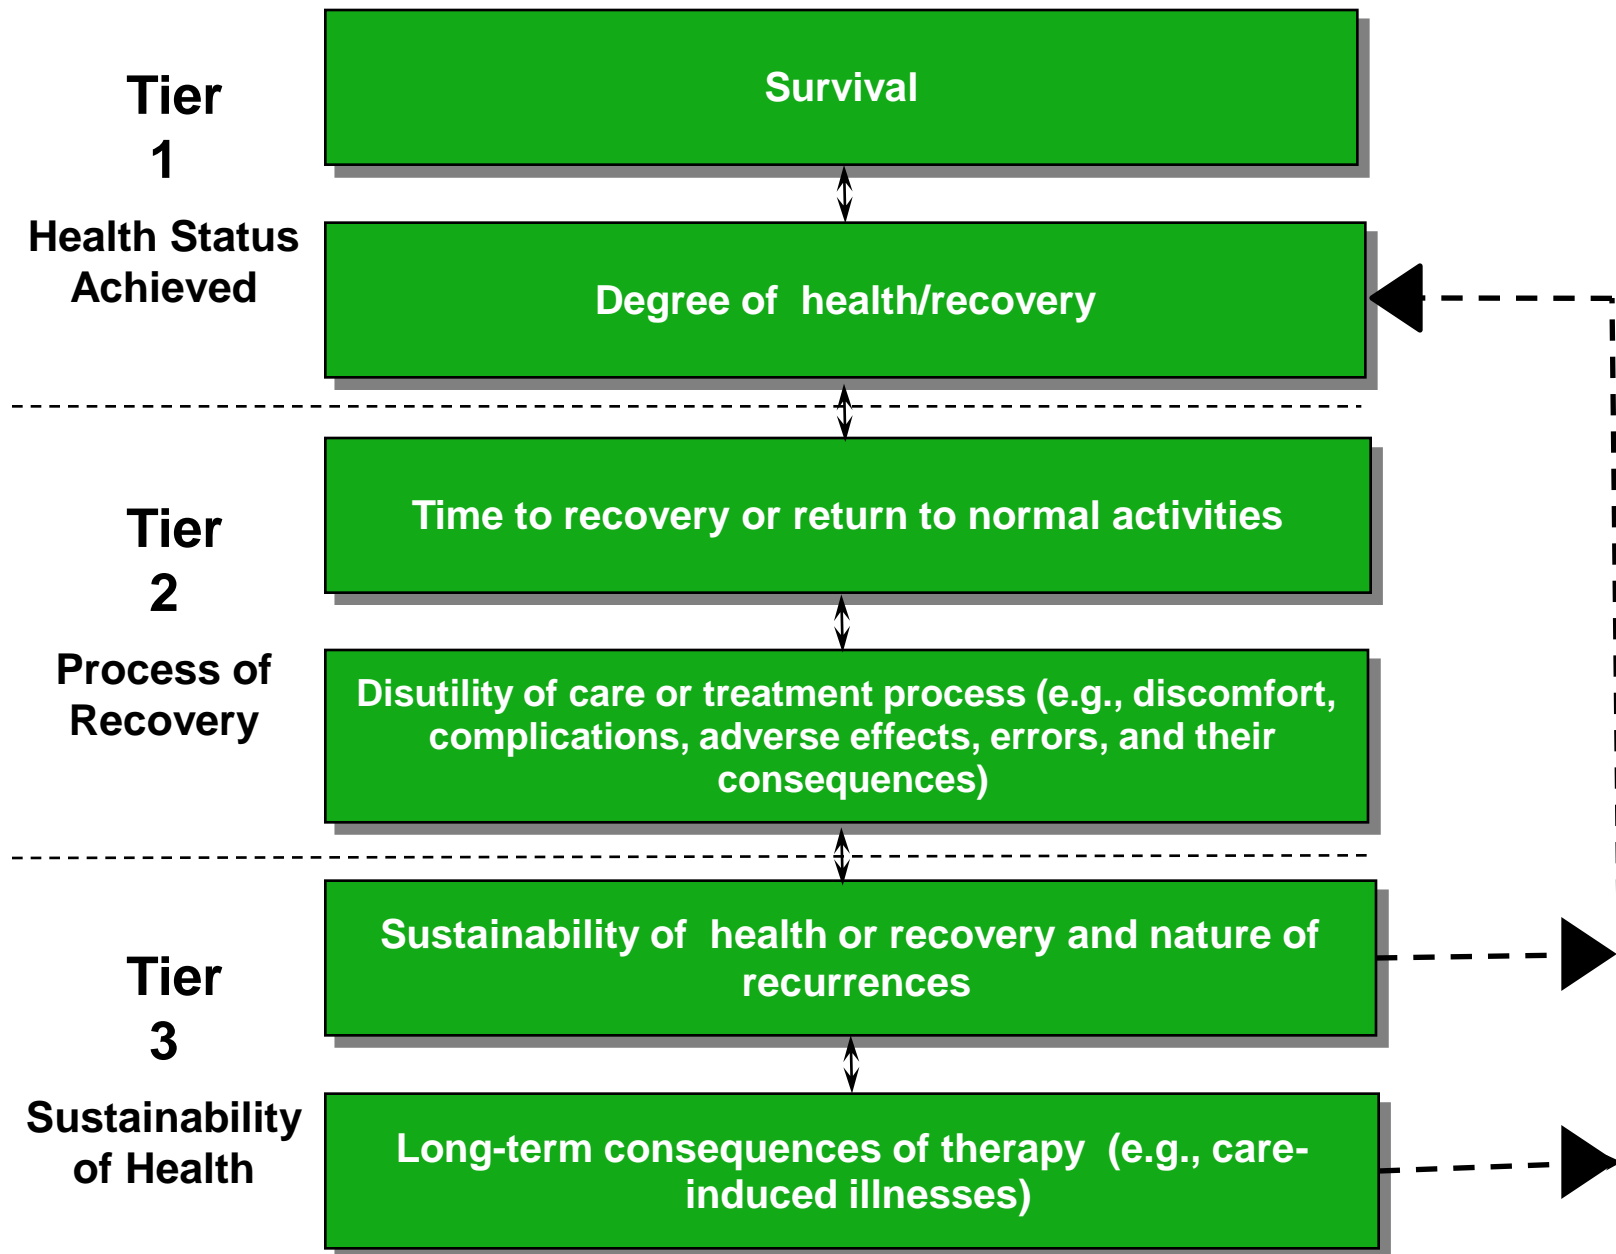 Tier
1
Health Status
Achieved
Survival
Degree of  health/recovery
Tier
2
Process of
Recovery
Time to recovery or return to normal activities
Disutility of care or treatment process (e.g., discomfort,
complications, adverse effects, errors, and their
consequences)
Tier
3
Sustainability
of Health
Sustainability of  health or recovery and nature of
recurrences
Long-term consequences of therapy  (e.g., care-
induced illnesses)